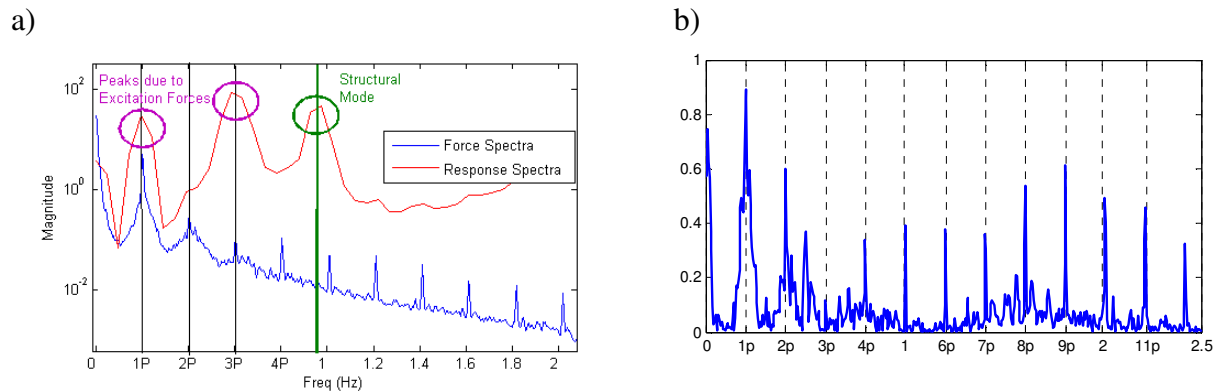 a)
Peaks due to
Excitation Forces
Structural
Mode
Force Spectra
Response Spectra
Magnitude
10^2
10^0
10^-2
0 1P 2P 3P 4P 1 1.2 1.4 1.6 1.8 2
Freq (Hz)
b)
1
0.8
0.6
0.4
0.2
0
0 1p 2p 3p 4p 1 6p 7p 8p 9p 2 11p 2.5